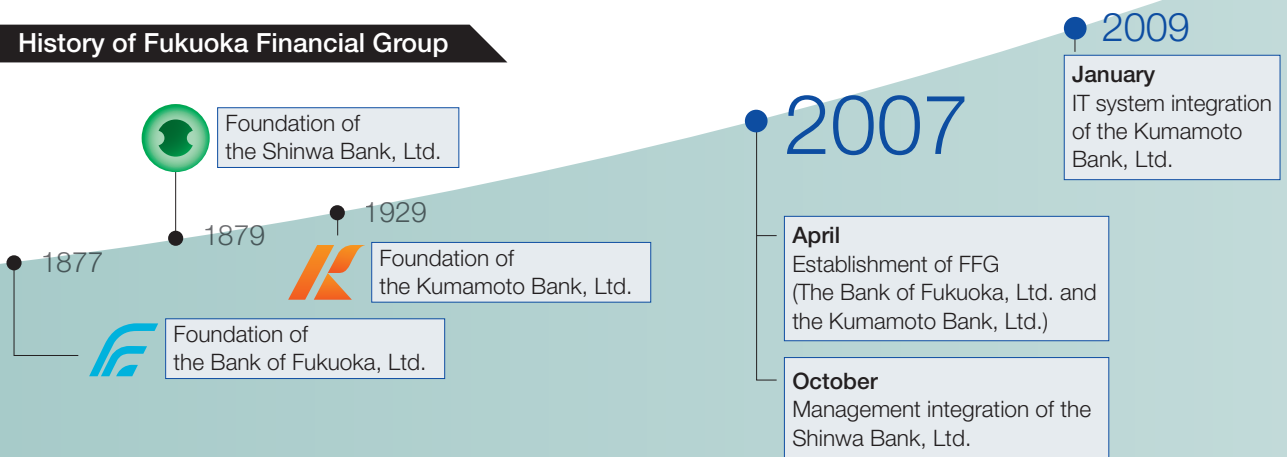 History of Fukuoka Financial Group
1877
Foundation of
the Bank of Fukuoka, Ltd.
1879
Foundation of
the Shinwa Bank, Ltd.
1929
Foundation of
the Kumamoto Bank, Ltd.
2007
April
Establishment of FFG
(The Bank of Fukuoka, Ltd. and
the Kumamoto Bank, Ltd.)
October
Management integration of the
Shinwa Bank, Ltd.
2009
January
IT system integration
of the Kumamoto
Bank, Ltd.